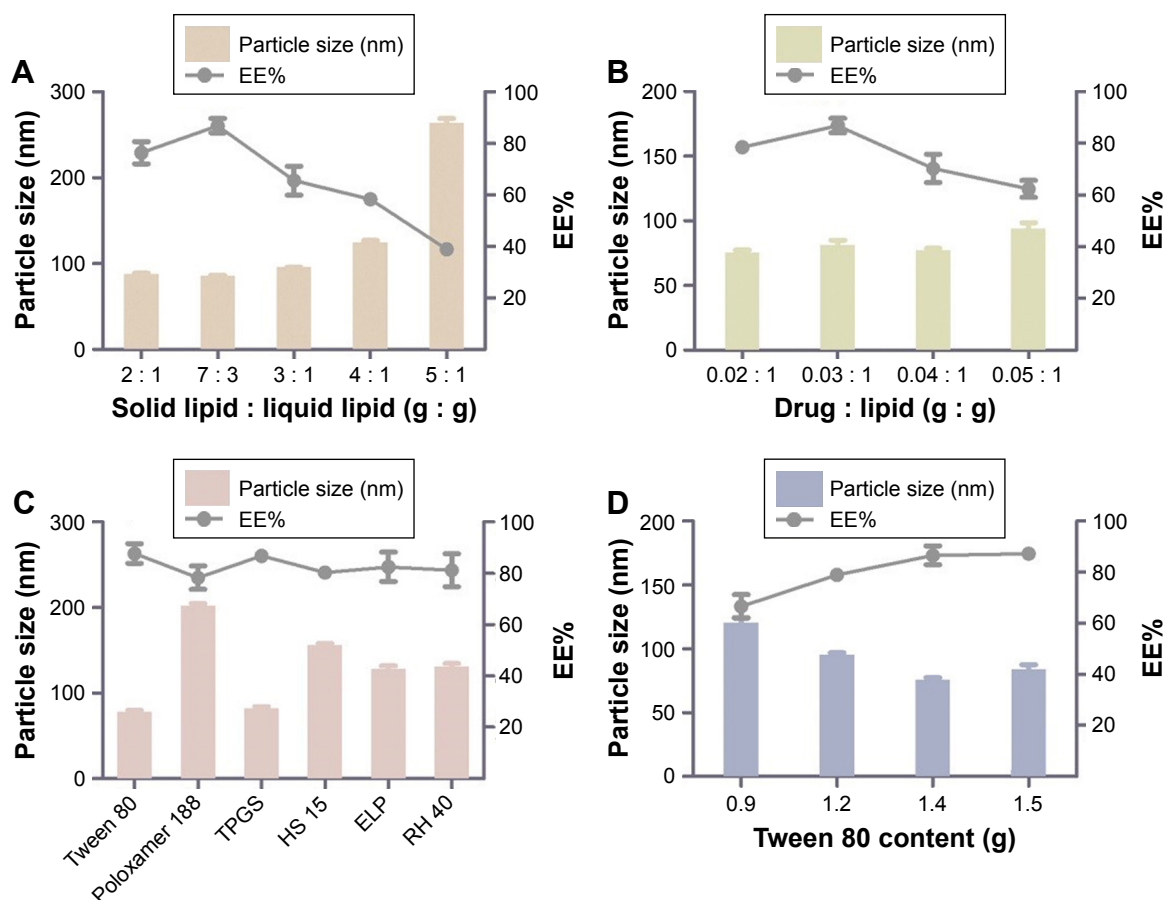 A
Particle size (nm)
EE%
Particle size (nm)
300
200
100
0
100
80
60
40
20
EE%
2 : 1 7 : 3 3 : 1 4 : 1 5 : 1
Solid lipid : liquid lipid (g : g)
B
Particle size (nm)
EE%
Particle size (nm)
200
150
100
50
0
100
80
60
40
20
EE%
0.02 : 1 0.03 : 1 0.04 : 1 0.05 : 1
Drug : lipid (g : g)
C
Particle size (nm)
EE%
Particle size (nm)
300
200
100
0
100
80
60
40
20
EE%
Tween 80
Poloxamer 188
TPGS
HS 15
ELP
RH 40
D
Particle size (nm)
EE%
Particle size (nm)
200
150
100
50
0
100
80
60
40
20
EE%
0.9 1.2 1.4 1.5
Tween 80 content (g)